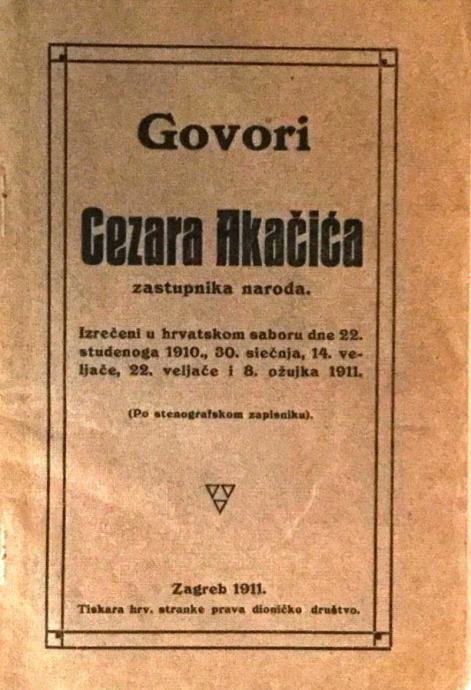 Govori
Cezara Akačića
zastupnika naroda.
Izrečeni u hrvatskom saboru dne 22.
studenoga 1910., 30. siečnja, 14. ve-
ljače, 22. veljače i 8. ožujka 1911.
(Po stenografskom zapisniku).
Zagreb 1911.
Tiskara hrv. stranke prava dioničko društvo.